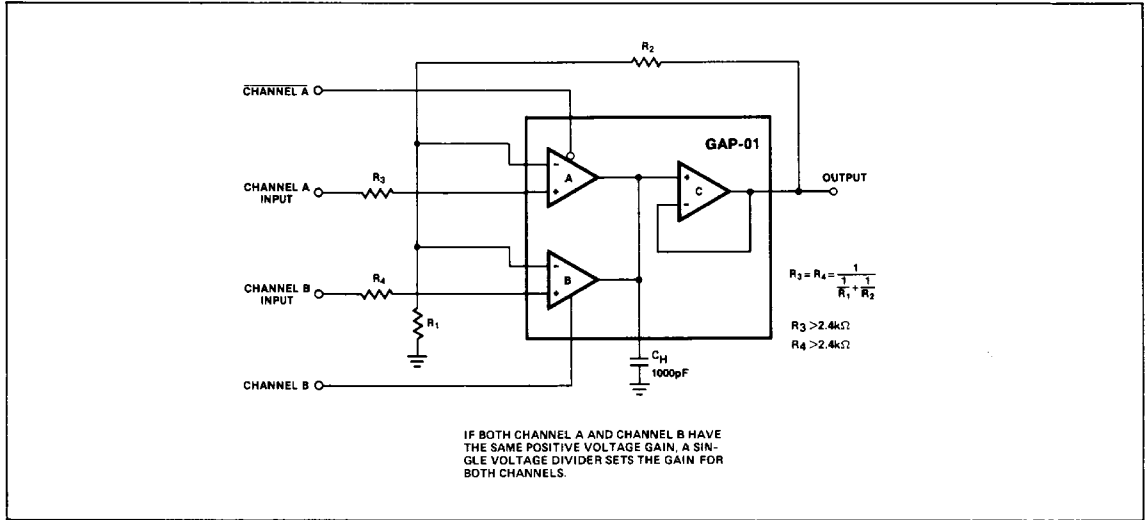 R2
CHANNEL A
GAP-01
R3
A
C
OUTPUT
CHANNEL A
INPUT
- 
+
-
+
-
+
R4
B
CHANNEL B
INPUT
R1
R3 = R4 = 1 / (1/R1 + 1/R2)
R3 >2.4kΩ
R4 >2.4kΩ
CH
1000pF
CHANNEL B
IF BOTH CHANNEL A AND CHANNEL B HAVE
THE SAME POSITIVE VOLTAGE GAIN, A SIN-
GLE VOLTAGE DIVIDER SETS THE GAIN FOR
BOTH CHANNELS.